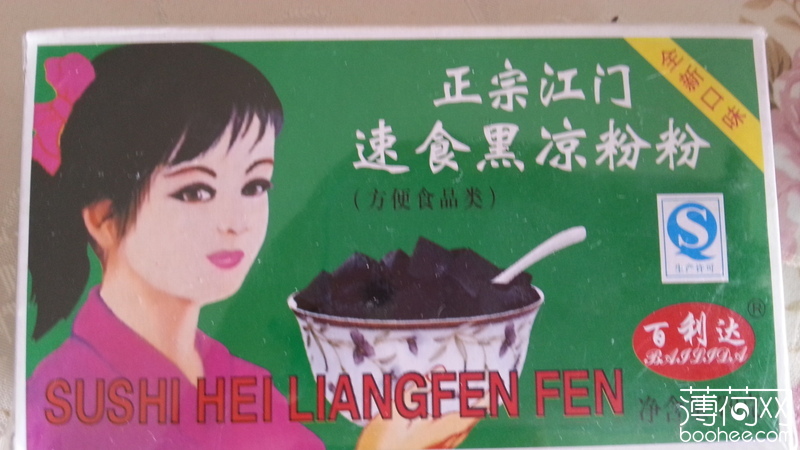 全新口味
正宗江门
速食黑凉粉粉
（方便食品类）
生产许可
百利达®
BAILIDA
SUSHI HEI LIANGFEN FEN
净含
薄荷
boohee.com